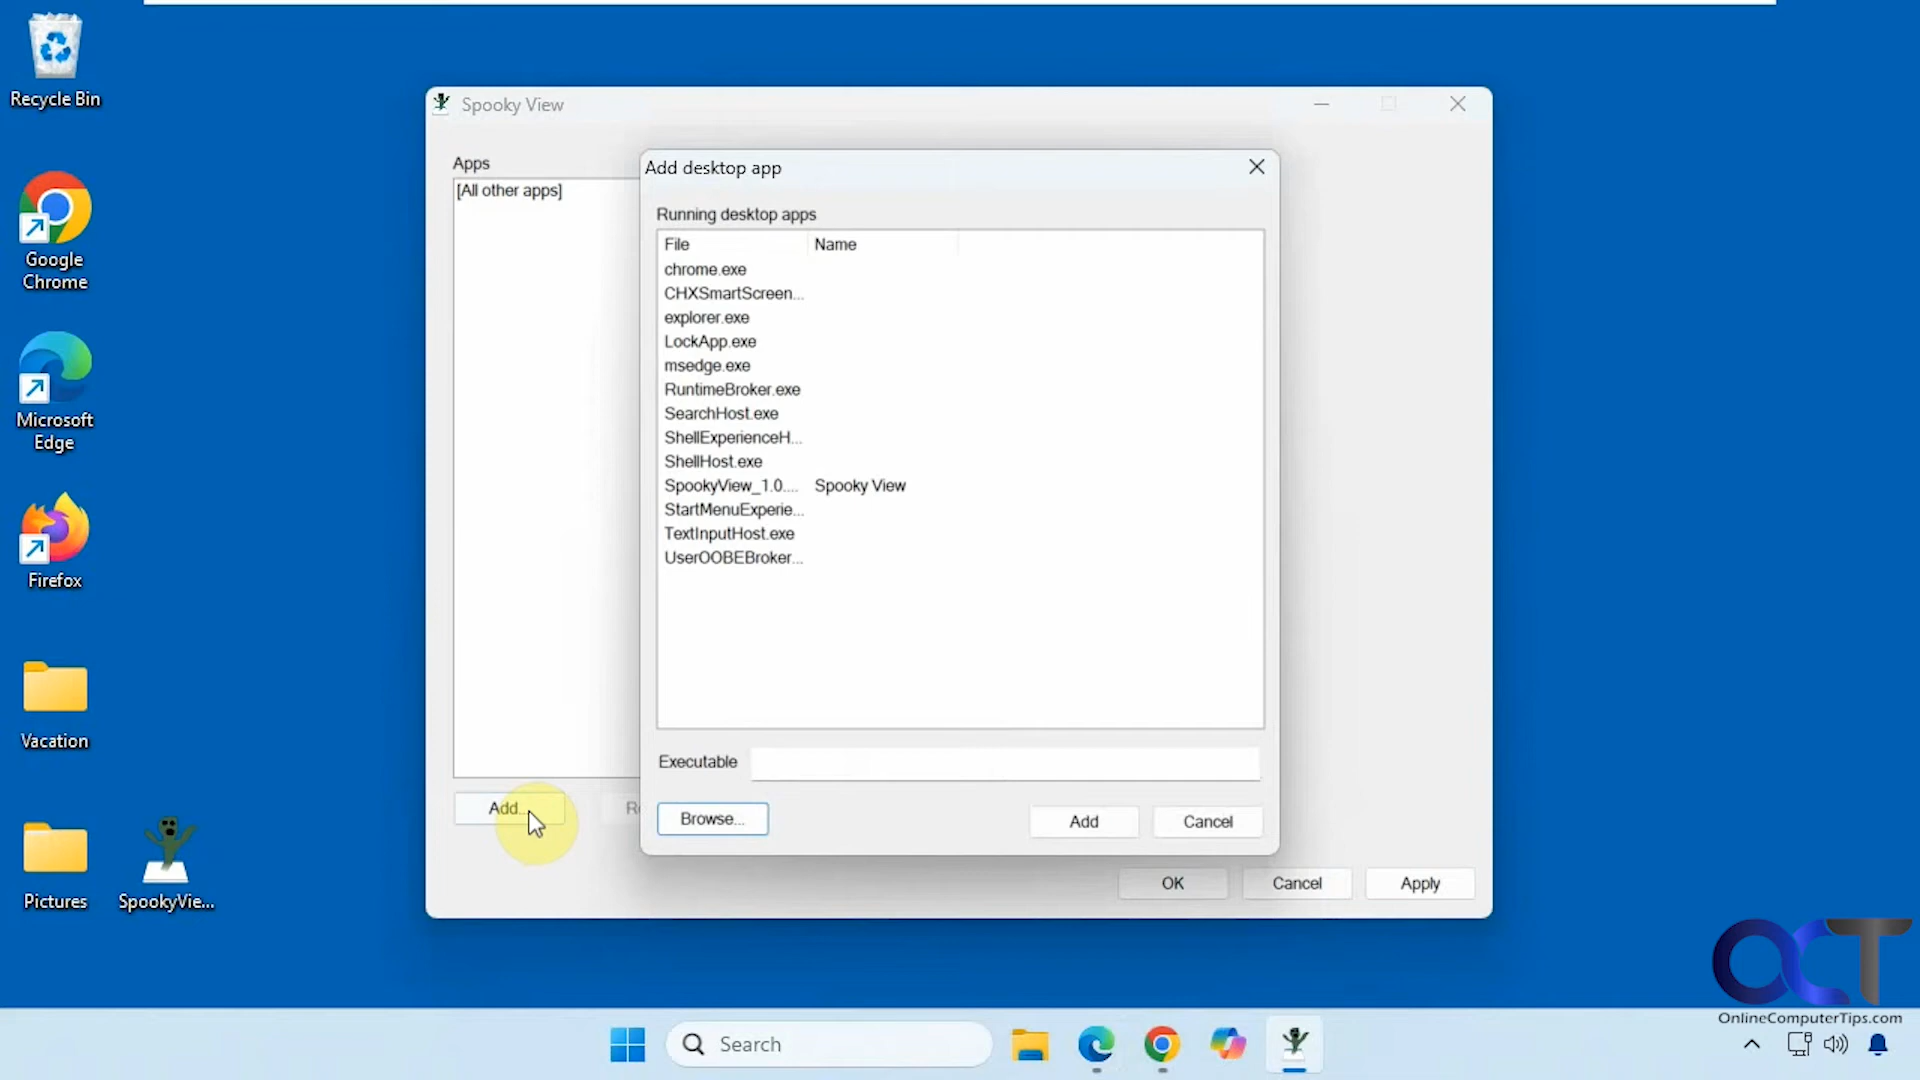 Recycle Bin
Google
Chrome
Microsoft
Edge
Firefox
Vacation
Pictures
SpookyVie...
Spooky View
Apps
[All other apps]
Add...
Add desktop app
Running desktop apps
File Name
chrome.exe
CHXSmartScreen...
explorer.exe
LockApp.exe
msedge.exe
RuntimeBroker.exe
SearchHost.exe
ShellExperienceH...
ShellHost.exe
SpookyView_1.0.... Spooky View
StartMenuExperie...
TextInputHost.exe
UserOOBEBroker...
Executable
Browse... Add Cancel
OK Cancel Apply
OCT
OnlineComputerTips.com
Search